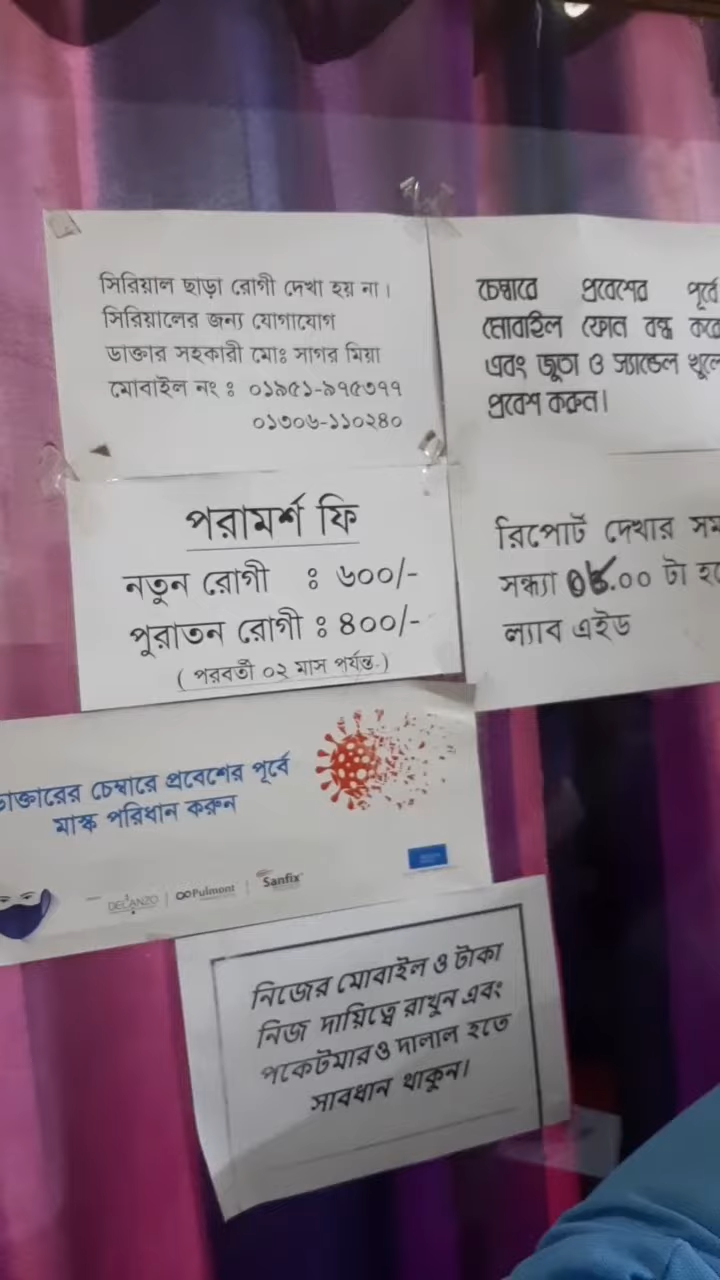 সিরিয়াল ছাড়া রোগী দেখা হয় না।
সিরিয়ালের জন্য যোগাযোগ
ডাক্তার সহকারী মোঃ সাগর মিয়া
মোবাইল নং ঃ ০১৯৫১-৯৭৫৩৭৭
০১৩০৬-১১০২৪০
চেম্বারে প্রবেশের পূর্বে
মোবাইল ফোন বন্ধ করে
এবং জুতা ও স্যান্ডেল খুলে
প্রবেশ করুন।
পরামর্শ ফি
নতুন রোগী ঃ ৬০০/-
পুরাতন রোগী ঃ ৪০০/-
( পরবর্তী ০২ মাস পর্যন্ত.)
রিপোর্ট দেখার
সন্ধ্যা টা
ল্যাব এইড
ডাক্তারের চেম্বারে প্রবেশের পূর্বে
মাস্ক পরিধান করুন
DELANZO | Pulmont | Sanfix
নিজের মোবাইল ও টাকা
নিজ দায়িত্বে রাখুন এবং
পকেটমার ও দালাল হতে
সাবধান থাকুন।